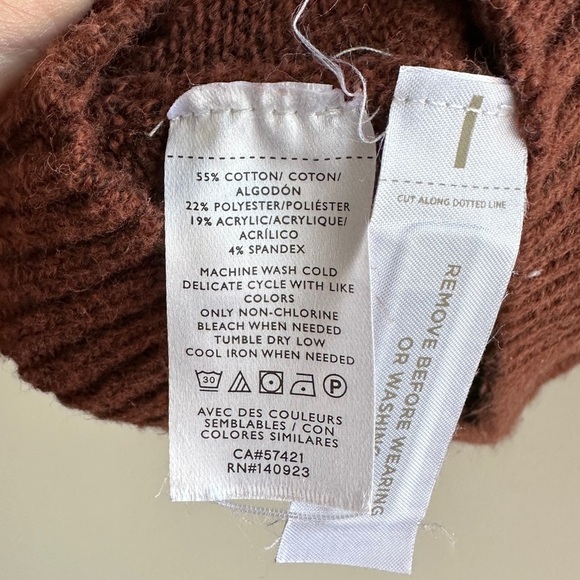 55% COTTON/ COTON/
ALGODÓN
22% POLYESTER/POLIÉSTER
19% ACRYLIC/ACRYLIQUE/
ACRÍLICO
4% SPANDEX
MACHINE WASH COLD
DELICATE CYCLE WITH LIKE
COLORS
ONLY NON-CHLORINE
BLEACH WHEN NEEDED
TUMBLE DRY LOW
COOL IRON WHEN NEEDED
30
P
AVEC DES COULEURS
SEMBLABLES / CON
COLORES SIMILARES
CA#57421
RN#140923
CUT ALONG DOTTED LINE
REMOVE BEFORE WEARING
OR WASHING